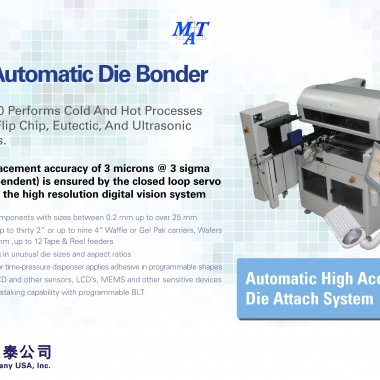 MAT
Automatic Die Bonder
0 Performs Cold And Hot Processes
Flip Chip, Eutectic, And Ultrasonic
s.
acement accuracy of 3 microns @ 3 sigma
pendent) is ensured by the closed loop servo
the high resolution digital vision system
omponents with sizes between 0.2 mm up to over 25 mm
up to thirty 2" or up to nine 4" Waffle or Gel Pak carriers, Wafers
mm ,up to 12 Tape & Reel feeders
g in unusual die sizes and aspect ratios
or time-pressure dispenser applies adhesive in programmable shapes
CD and other sensors, LCD's, MEMS and other sensitive devices
staking capability with programmable BLT
Automatic High Acc
Die Attach System
泰公司
any USA, Inc.